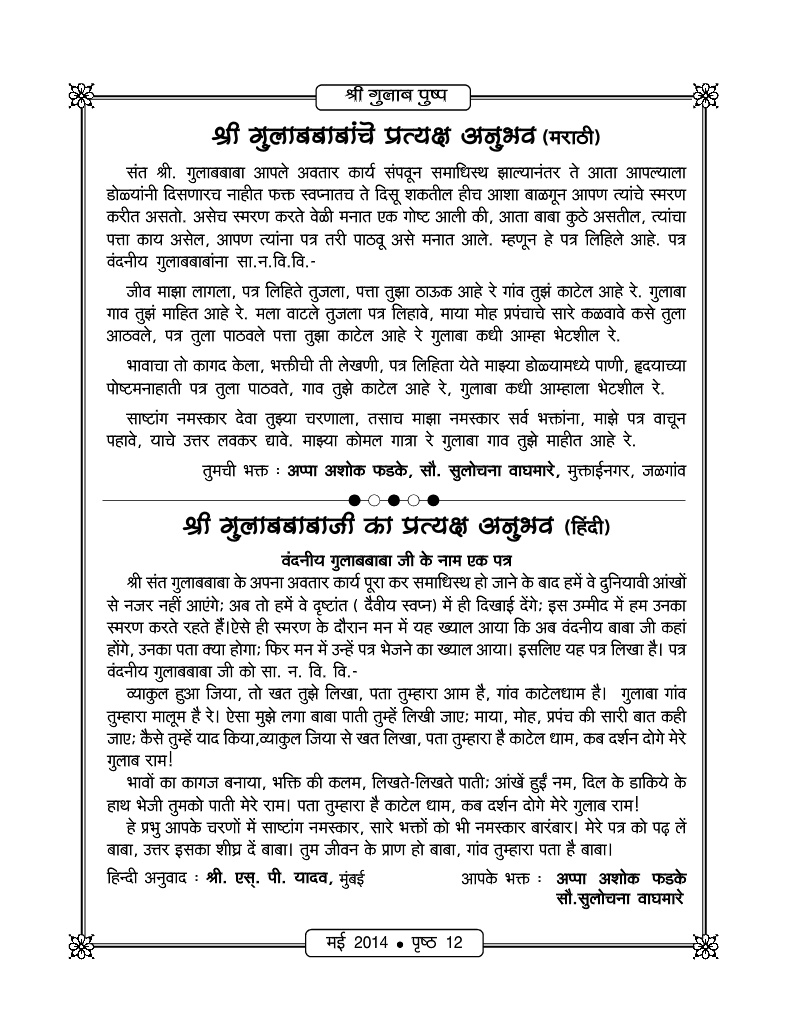 श्री गुलाब पुष्प
श्री गुलाबबाबांचे प्रत्यक्ष अनुभव (मराठी)
संत श्री. गुलाबबाबा आपले अवतार कार्य संपवून समाधिस्थ झाल्यानंतर ते आता आपल्याला
डोळ्यांनी दिसणारच नाहीत फक्त स्वप्नातच ते दिसू शकतील हीच आशा बाळगून आपण त्यांचे स्मरण
करीत असतो. असेच स्मरण करते वेळी मनात एक गोष्ट आली की, आता बाबा कुठे असतील, त्यांचा
पत्ता काय असेल, आपण त्यांना पत्र तरी पाठवू असे मनात आले. म्हणून हे पत्र लिहिले आहे. पत्र
वंदनीय गुलाबबाबांना सा.न.वि.वि.-
जीव माझा लागला, पत्र लिहिते तुजला, पत्ता तुझा ठाऊक आहे रे गांव तुझं काटेल आहे रे. गुलाबा
गाव तुझं माहित आहे रे. मला वाटले तुजला पत्र लिहावे, माया मोह प्रपंचाचे सारे कळवावे कसे तुला
आठवले, पत्र तुला पाठवले पत्ता तुझा काटेल आहे रे गुलाबा कधी आम्हा भेटशील रे.
भावाचा तो कागद केला, भक्तीची ती लेखणी, पत्र लिहिता येते माझ्या डोळ्यामध्ये पाणी, हृदयाच्या
पोष्टमनाहाती पत्र तुला पाठवते, गाव तुझे काटेल आहे रे, गुलाबा कधी आम्हाला भेटशील रे.
साष्टांग नमस्कार देवा तुझ्या चरणाला, तसाच माझा नमस्कार सर्व भक्तांना, माझे पत्र वाचून
पहावे, याचे उत्तर लवकर द्यावे. माझ्या कोमल गात्रा रे गुलाबा गाव तुझे माहीत आहे रे.
तुमची भक्त : अप्पा अशोक फडके, सौ. सुलोचना वाघमारे, मुक्ताईनगर, जळगांव
श्री गुलाबबाबाजी का प्रत्यक्ष अनुभव (हिंदी)
वंदनीय गुलाबबाबा जी के नाम एक पत्र
श्री संत गुलाबबाबा के अपना अवतार कार्य पूरा कर समाधिस्थ हो जाने के बाद हमें वे दुनियावी आंखों
से नजर नहीं आएंगे; अब तो हमें वे दृष्टांत ( दैवीय स्वप्न) में ही दिखाई देंगे; इस उम्मीद में हम उनका
स्मरण करते रहते हैं।ऐसे ही स्मरण के दौरान मन में यह ख्याल आया कि अब वंदनीय बाबा जी कहां
होंगे, उनका पता क्या होगा; फिर मन में उन्हें पत्र भेजने का ख्याल आया। इसलिए यह पत्र लिखा है। पत्र
वंदनीय गुलाबबाबा जी को सा. न. वि. वि.-
व्याकुल हुआ जिया, तो खत तुझे लिखा, पता तुम्हारा आम है, गांव काटेलधाम है। गुलाबा गांव
तुम्हारा मालूम है रे। ऐसा मुझे लगा बाबा पाती तुम्हें लिखी जाए; माया, मोह, प्रपंच की सारी बात कही
जाए; कैसे तुम्हें याद किया,व्याकुल जिया से खत लिखा, पता तुम्हारा है काटेल धाम, कब दर्शन दोगे मेरे
गुलाब राम!
भावों का कागज बनाया, भक्ति की कलम, लिखते-लिखते पाती; आंखें हुईं नम, दिल के डाकिये के
हाथ भेजी तुमको पाती मेरे राम। पता तुम्हारा है काटेल धाम, कब दर्शन दोगे मेरे गुलाब राम!
हे प्रभु आपके चरणों में साष्टांग नमस्कार, सारे भक्तों को भी नमस्कार बारंबार। मेरे पत्र को पढ़ लें
बाबा, उत्तर इसका शीघ्र दें बाबा। तुम जीवन के प्राण हो बाबा, गांव तुम्हारा पता है बाबा।
हिन्दी अनुवाद : श्री. एस्. पी. यादव, मुंबई आपके भक्त : अप्पा अशोक फडके
सौ.सुलोचना वाघमारे
मई 2014 ● पृष्ठ 12